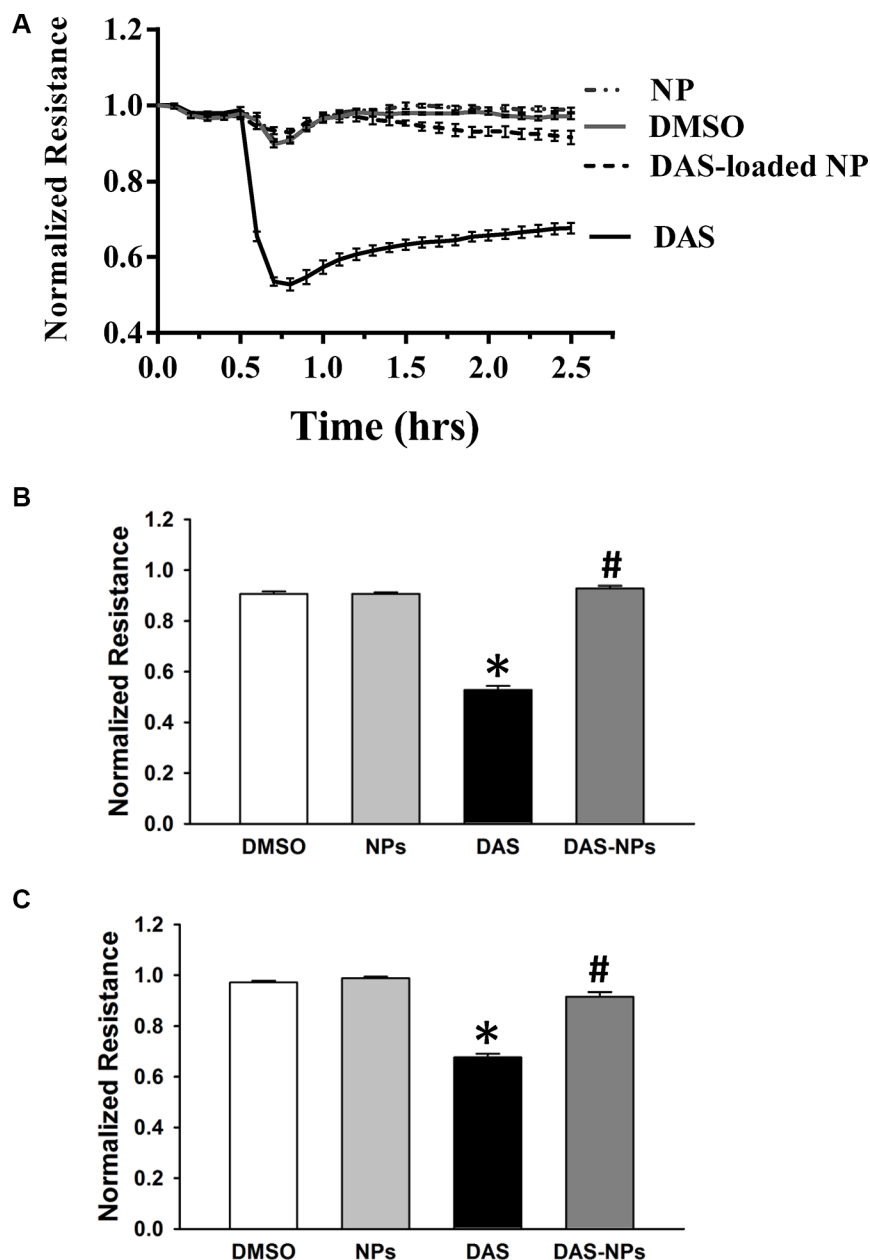 A
Normalized Resistance
1.2
1.0
0.8
0.6
0.4
0.0 0.5 1.0 1.5 2.0 2.5
Time (hrs)
NP
DMSO
DAS-loaded NP
DAS
B
Normalized Resistance
1.2
1.0
0.8
0.6
0.4
0.2
0.0
*
#
DMSO NPs DAS DAS-NPs
C
Normalized Resistance
1.2
1.0
0.8
0.6
0.4
0.2
0.0
*
#
DMSO NPs DAS DAS-NPs